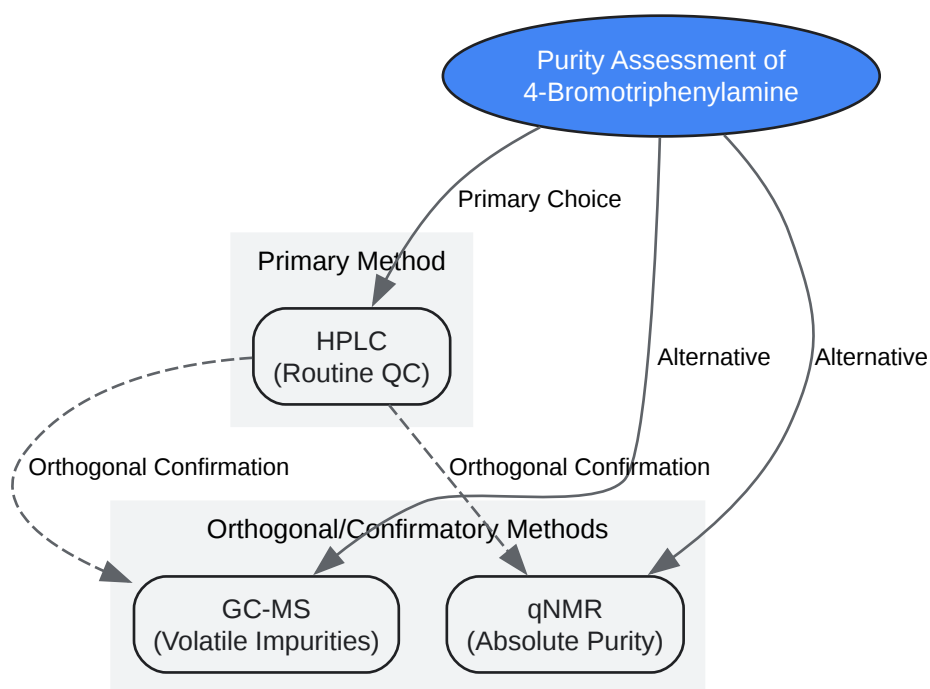 Purity Assessment of
4-Bromotriphenylamine
Primary Choice
Primary Method
HPLC
(Routine QC)
Alternative
Alternative
Orthogonal Confirmation
Orthogonal Confirmation
Orthogonal/Confirmatory Methods
GC-MS
(Volatile Impurities)
qNMR
(Absolute Purity)